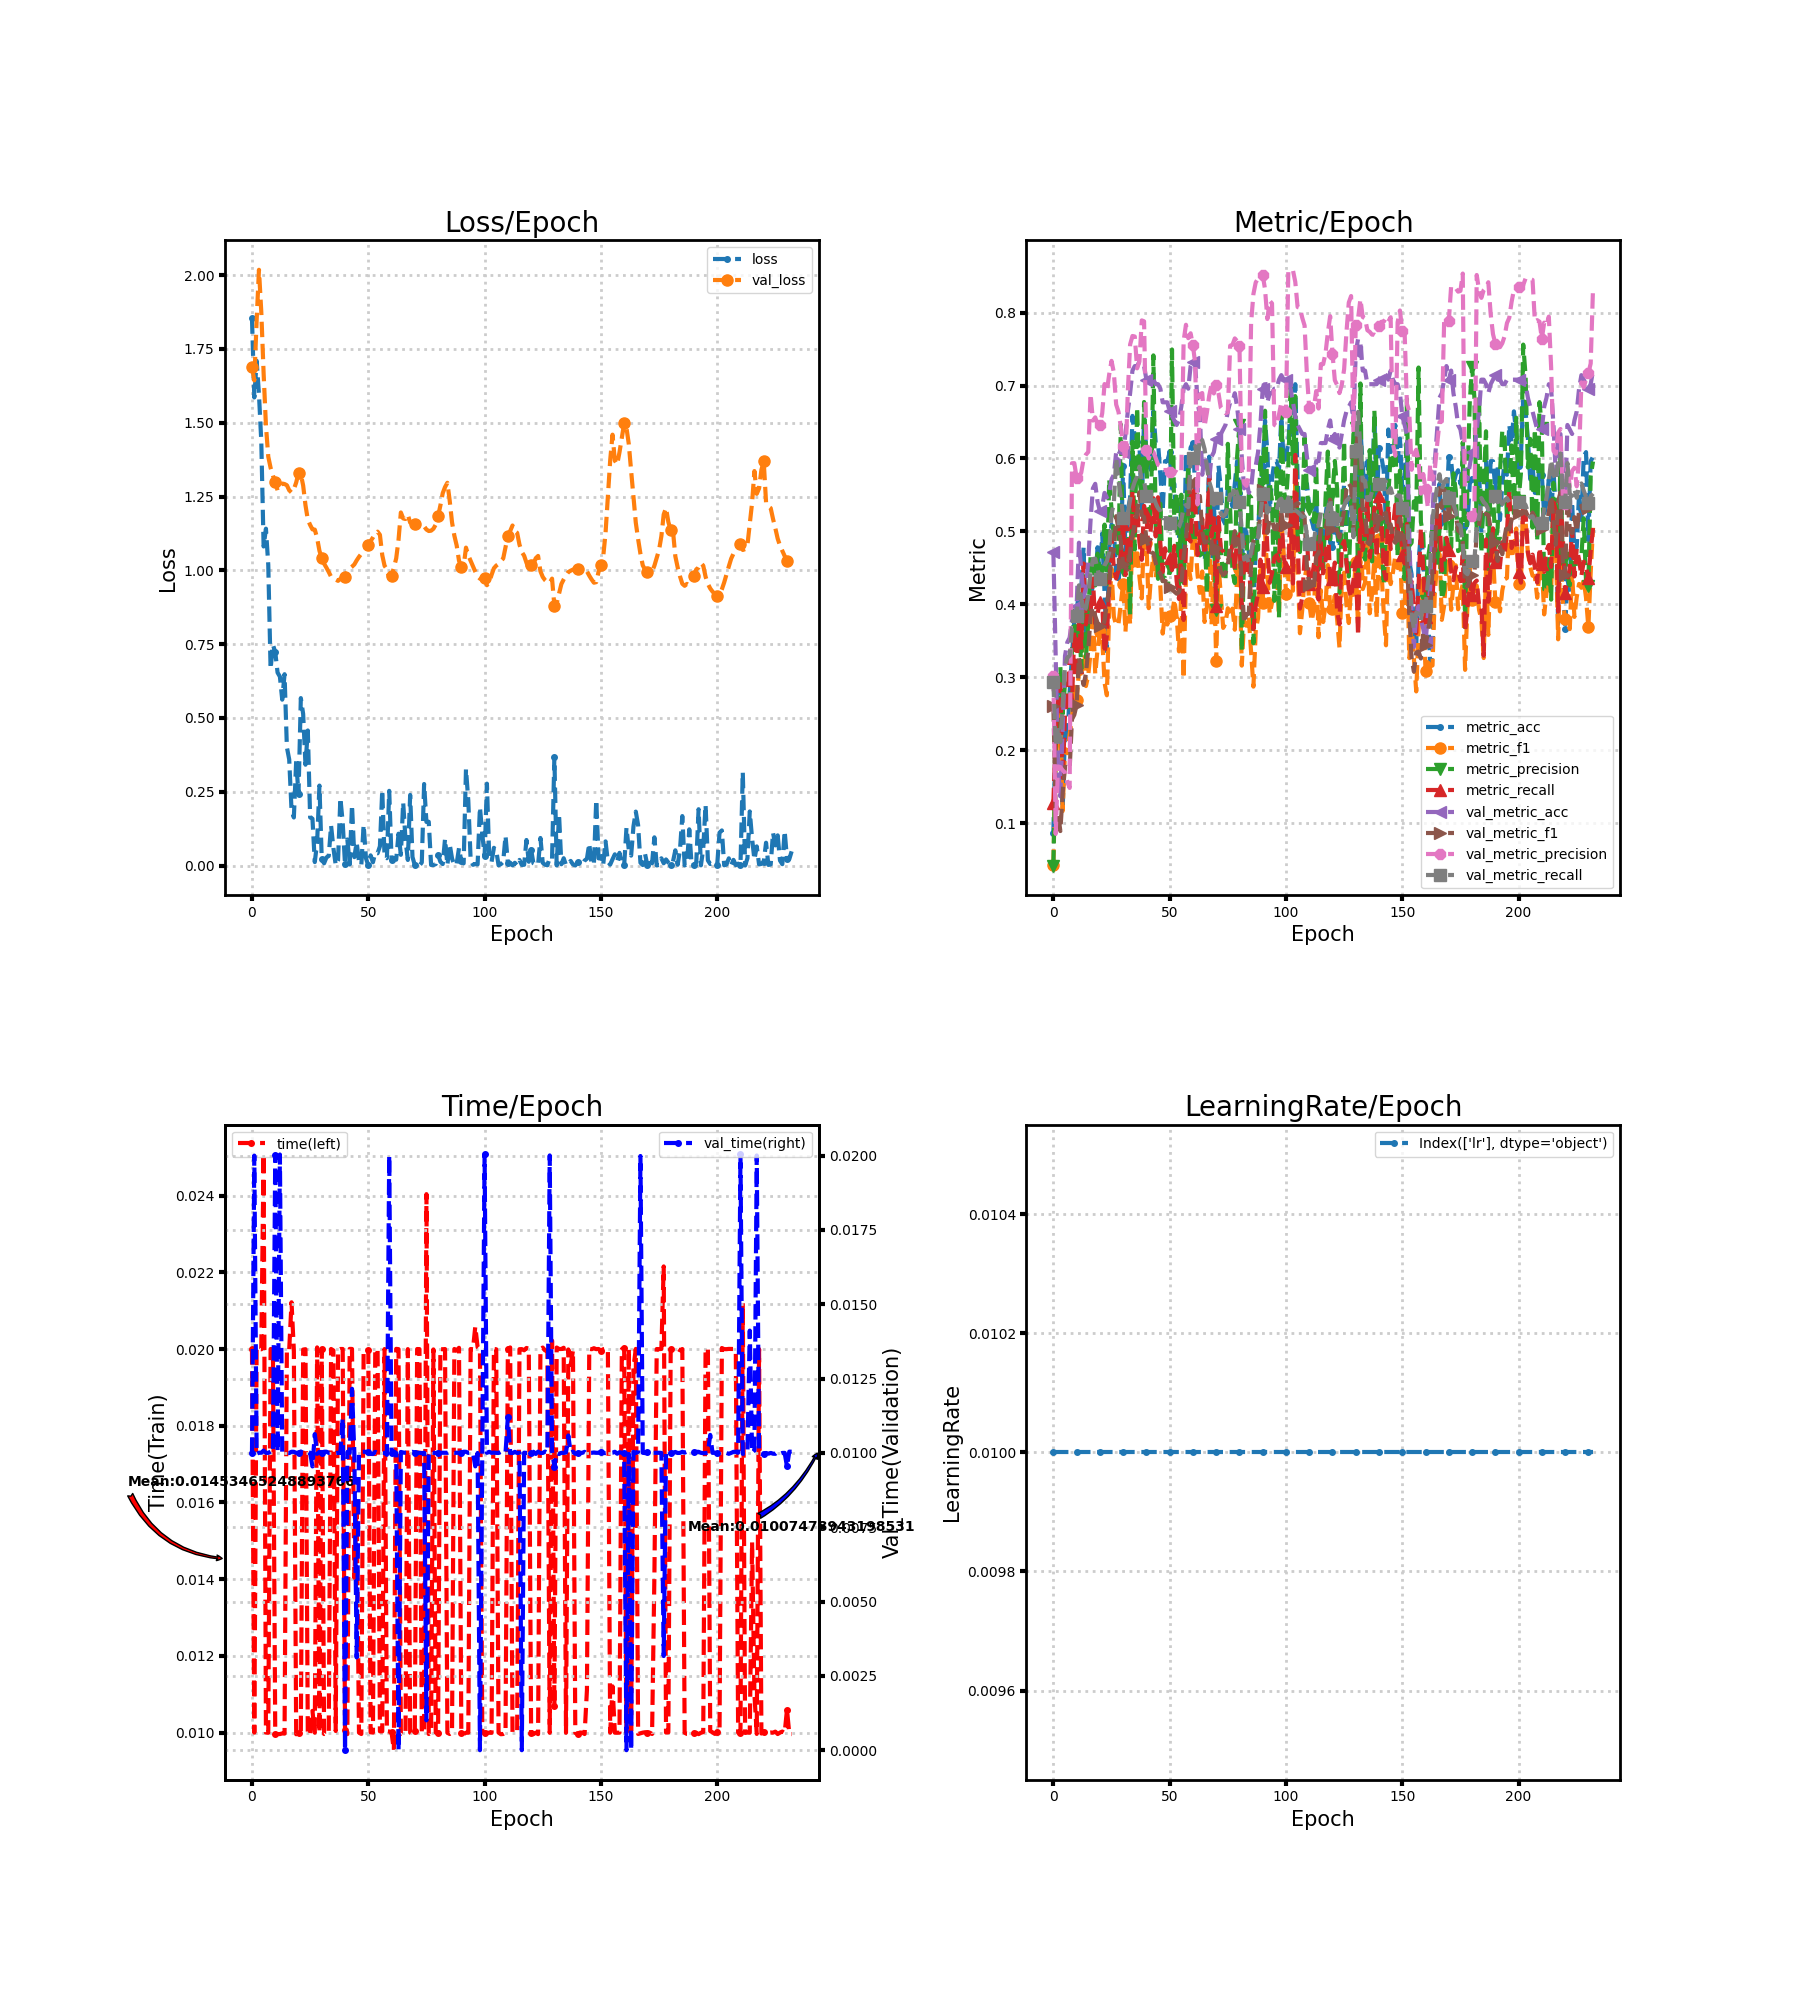 Loss/Epoch
loss
val_loss
2.00
1.75
1.50
1.25
1.00
0.75
0.50
0.25
0.00
Loss
0
50
100
150
200
Epoch
Metric/Epoch
0.8
0.7
0.6
0.5
0.4
0.3
0.2
0.1
Metric
metric_acc
metric_f1
metric_precision
metric_recall
val_metric_acc
val_metric_f1
val_metric_precision
val_metric_recall
0
50
100
150
200
Epoch
Time/Epoch
time(left)
val_time(right)
0.024
0.022
0.020
0.018
0.016
0.014
0.012
0.010
Time(Train)
0.0200
0.0175
0.0150
0.0125
0.0100
0.0075
0.0050
0.0025
0.0000
Val_Time(Validation)
0
50
100
150
200
Epoch
LearningRate/Epoch
Index(['lr'], dtype='object')
0.0104
0.0102
0.0100
0.0098
0.0096
LearningRate
0
50
100
150
200
Epoch